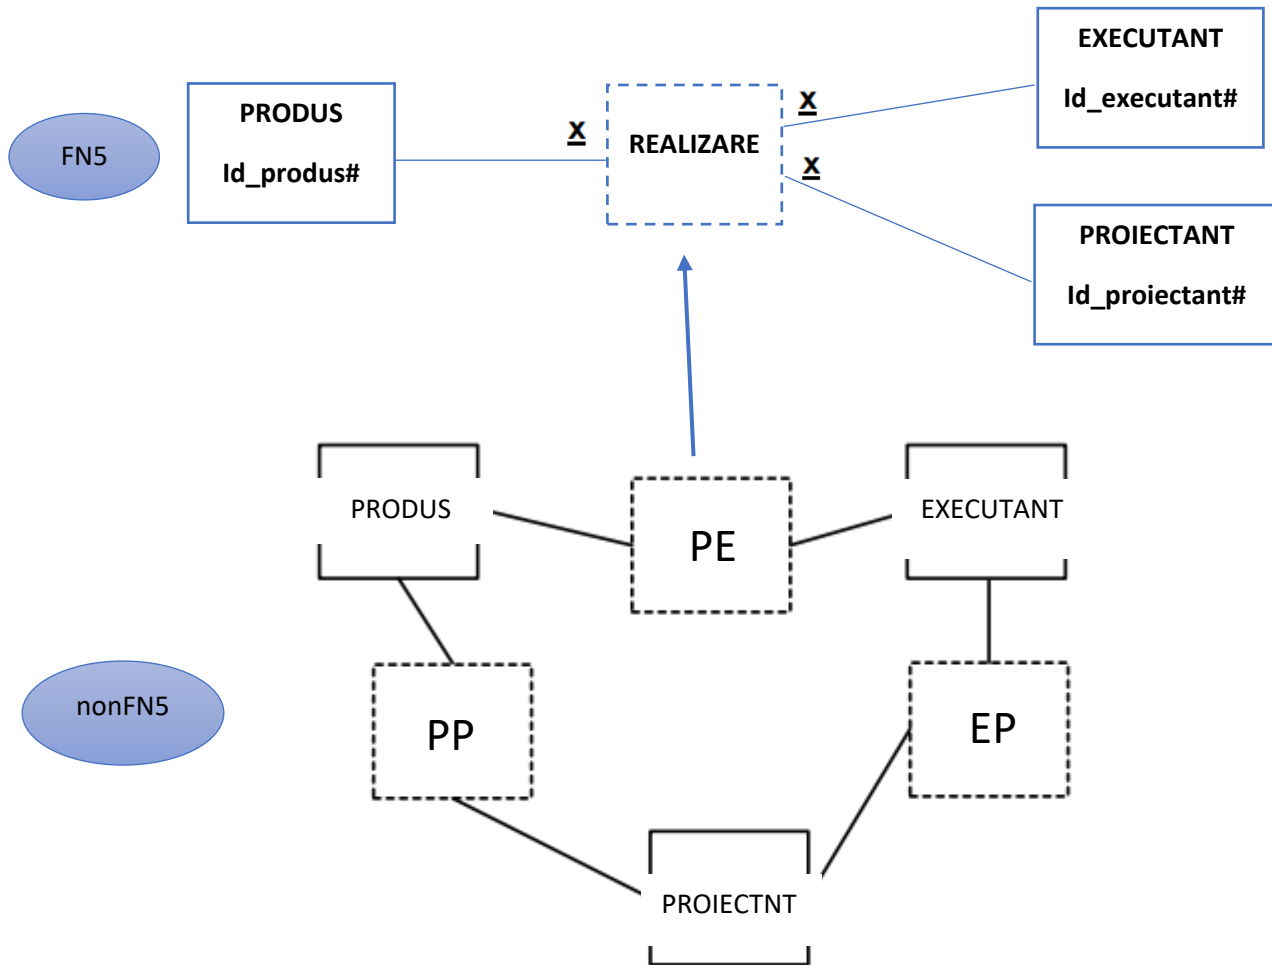 EXECUTANT
Id_executant#
PRODUS
Id_produs#
FN5
x
REALIZARE
x
x
PROIECTANT
Id_proiectant#
PRODUS
PE
EXECUTANT
nonFN5
PP
EP
PROIECTNT